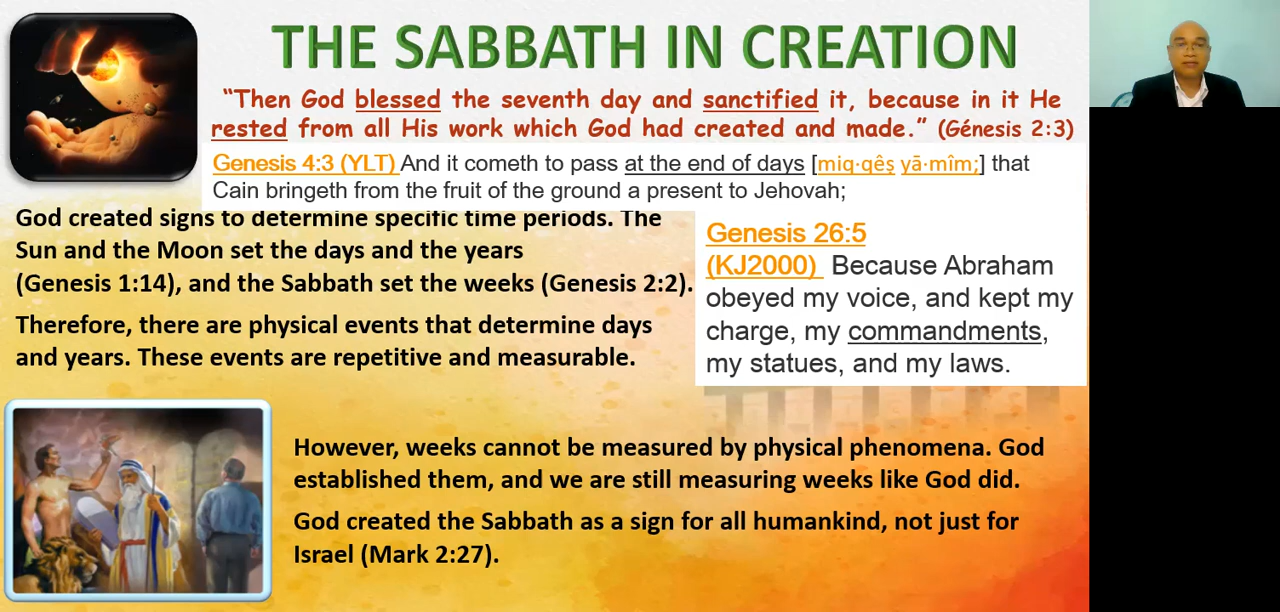 THE SABBATH IN CREATION
“Then God blessed the seventh day and sanctified it, because in it He
rested from all His work which God had created and made.” (Génesis 2:3)
Genesis 4:3 (YLT) And it cometh to pass at the end of days [miq·qêṣ yā·mîm;] that
Cain bringeth from the fruit of the ground a present to Jehovah;
God created signs to determine specific time periods. The
Sun and the Moon set the days and the years
(Genesis 1:14), and the Sabbath set the weeks (Genesis 2:2).
Therefore, there are physical events that determine days
and years. These events are repetitive and measurable.
Genesis 26:5
(KJ2000) Because Abraham
obeyed my voice, and kept my
charge, my commandments,
my statues, and my laws.
However, weeks cannot be measured by physical phenomena. God
established them, and we are still measuring weeks like God did.
God created the Sabbath as a sign for all humankind, not just for
Israel (Mark 2:27).